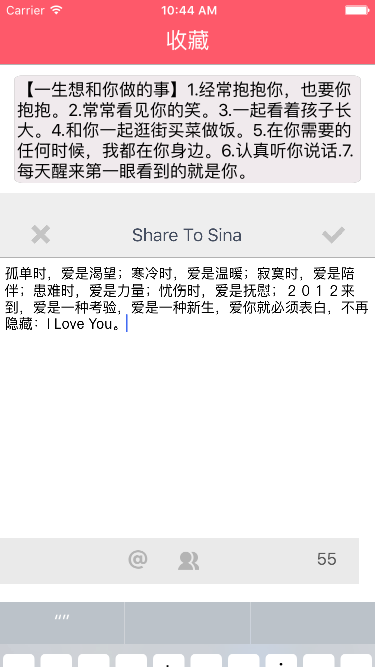 Carrier 10:44 AM
收藏
【一生想和你做的事】1.经常抱抱你，也要你
抱抱。2.常常看见你的笑。3.一起看着孩子长
大。4.和你一起逛街买菜做饭。5.在你需要的
任何时候，我都在你身边。6.认真听你说话.7.
每天醒来第一眼看到的就是你。
Share To Sina
孤单时，爱是渴望；寒冷时，爱是温暖；寂寞时，爱是陪
伴；患难时，爱是力量；忧伤时，爱是抚慰；２０１２来
到，爱是一种考验，爱是一种新生，爱你就必须表白，不再
隐藏：I Love You。
@ 55
“”